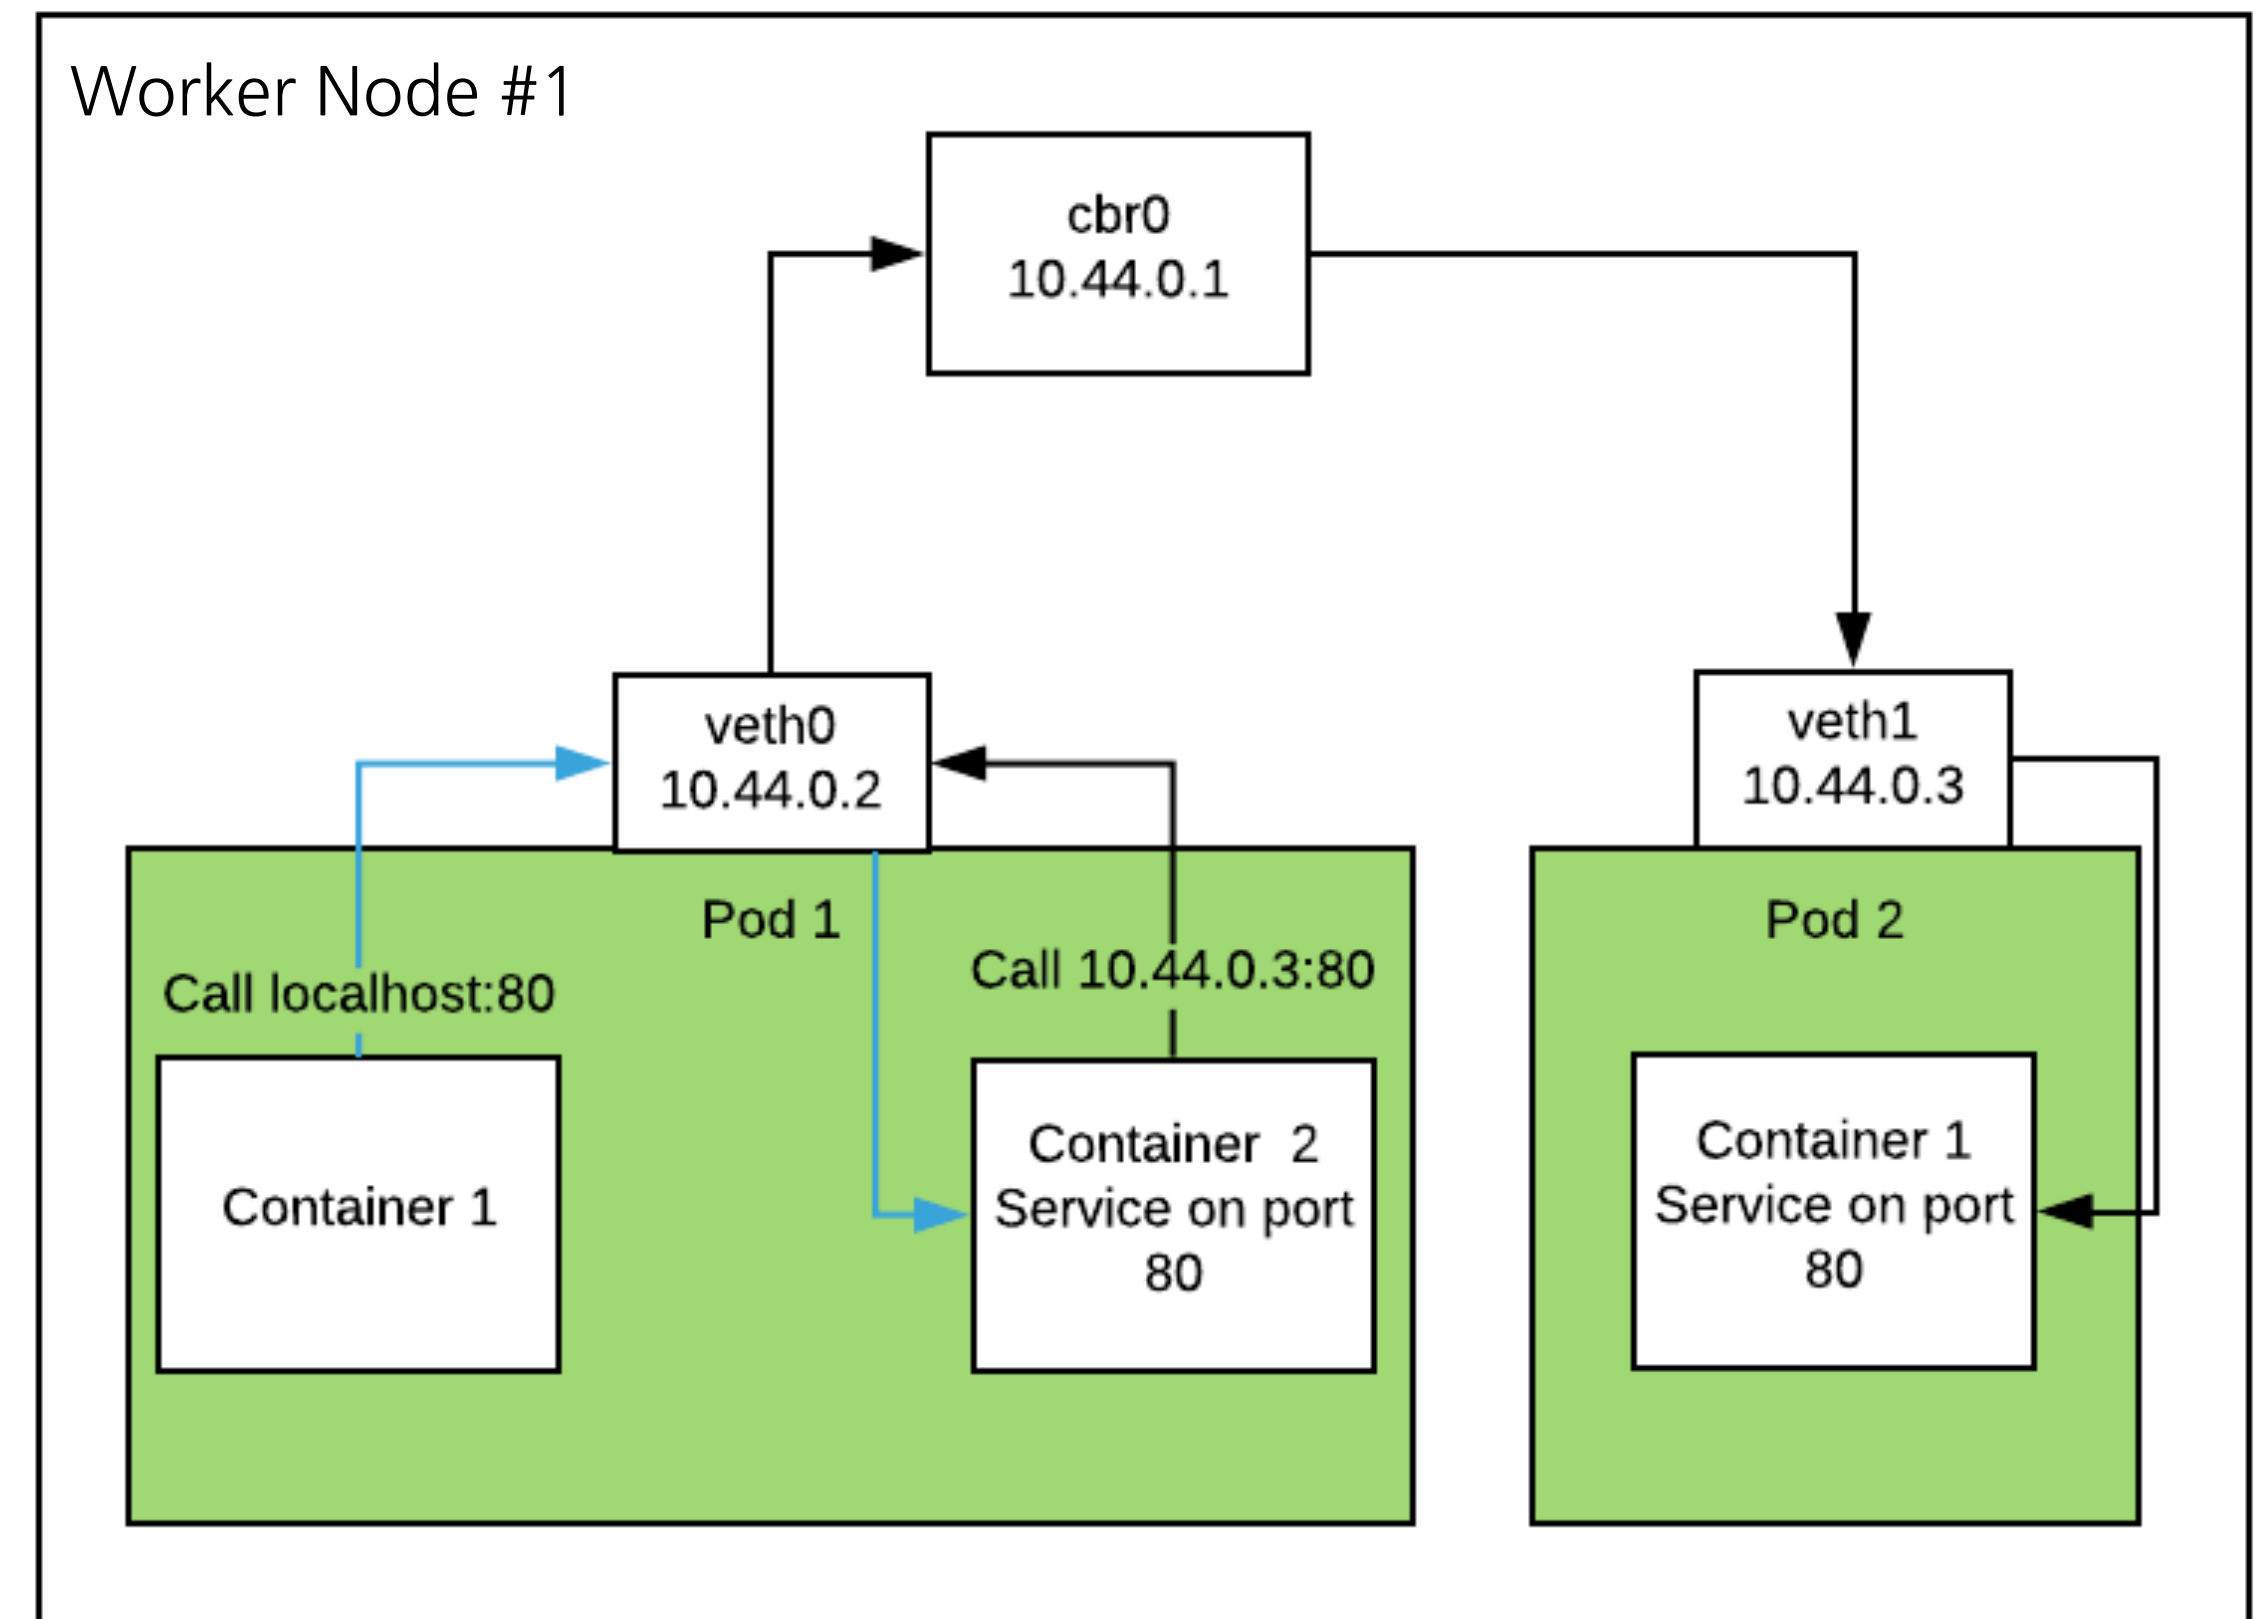 Worker Node #1
cbr0
10.44.0.1
veth0
10.44.0.2
veth1
10.44.0.3
Pod 1
Call localhost:80
Call 10.44.0.3:80
Container 1
Container 2
Service on port
80
Pod 2
Container 1
Service on port
80